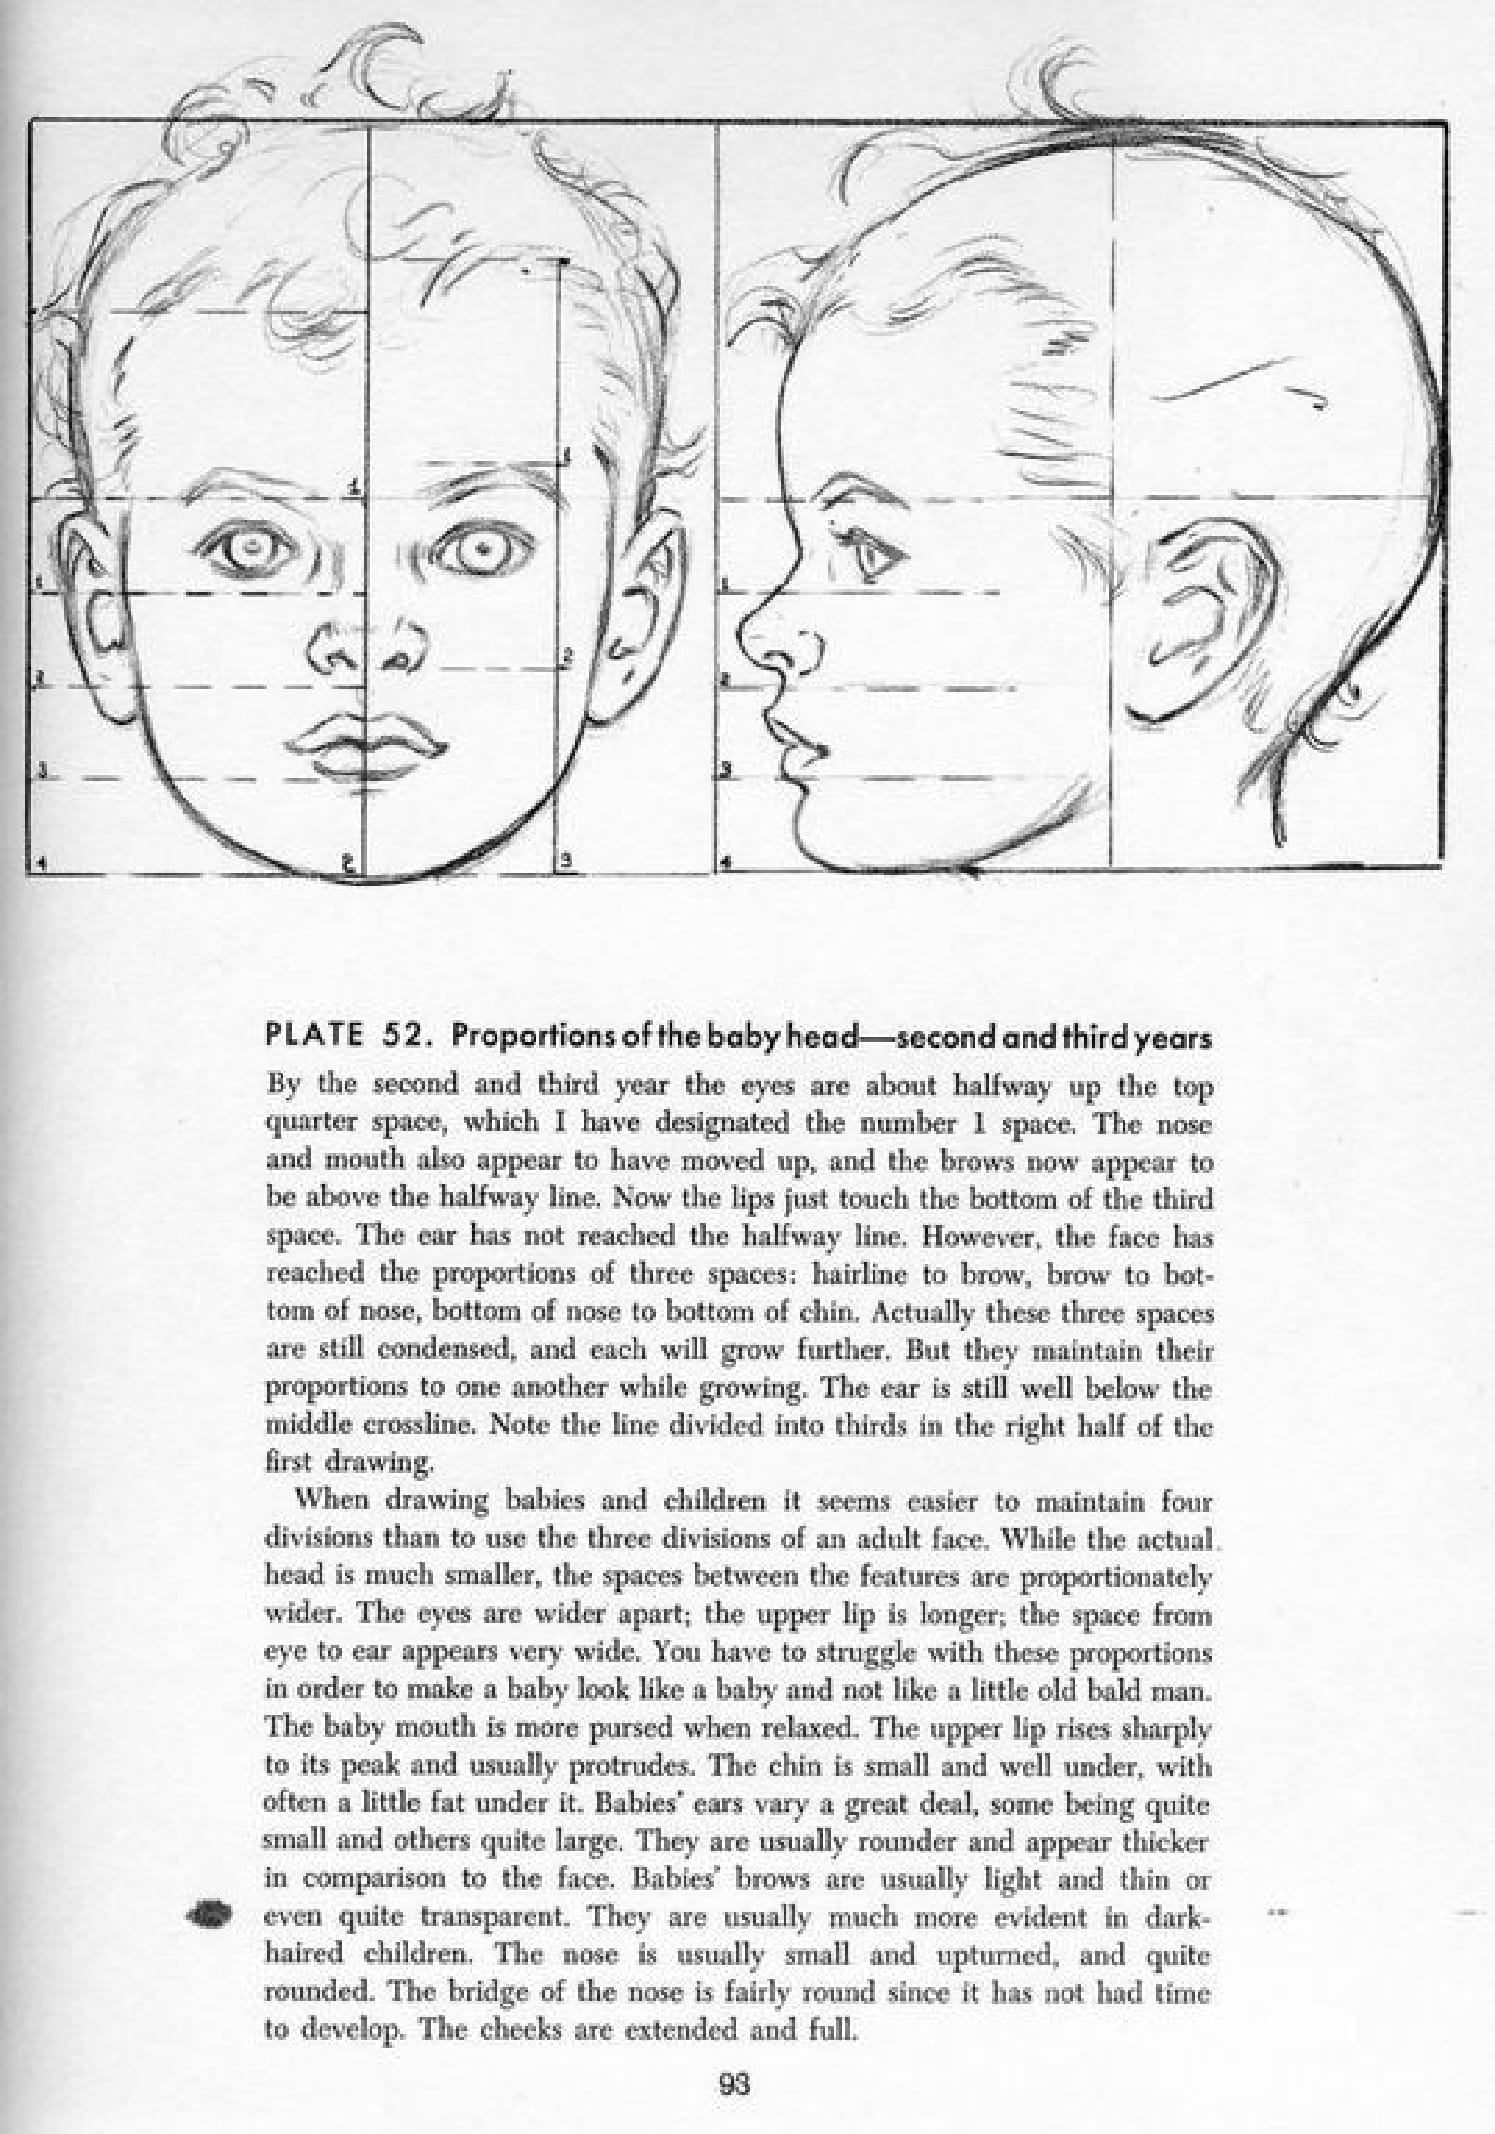 1
1
1
1
2
2
2
3
3
4
2
3
4
PLATE 52. Proportions of the baby head—second and third years
By the second and third year the eyes are about halfway up the top
quarter space, which I have designated the number 1 space. The nose
and mouth also appear to have moved up, and the brows now appear to
be above the halfway line. Now the lips just touch the bottom of the third
space. The ear has not reached the halfway line. However, the face has
reached the proportions of three spaces: hairline to brow, brow to bot-
tom of nose, bottom of nose to bottom of chin. Actually these three spaces
are still condensed, and each will grow further. But they maintain their
proportions to one another while growing. The ear is still well below the
middle crossline. Note the line divided into thirds in the right half of the
first drawing.
When drawing babies and children it seems easier to maintain four
divisions than to use the three divisions of an adult face. While the actual
head is much smaller, the spaces between the features are proportionately
wider. The eyes are wider apart; the upper lip is longer; the space from
eye to ear appears very wide. You have to struggle with these proportions
in order to make a baby look like a baby and not like a little old bald man.
The baby mouth is more pursed when relaxed. The upper lip rises sharply
to its peak and usually protrudes. The chin is small and well under, with
often a little fat under it. Babies' ears vary a great deal, some being quite
small and others quite large. They are usually rounder and appear thicker
in comparison to the face. Babies' brows are usually light and thin or
even quite transparent. They are usually much more evident in dark-
haired children. The nose is usually small and upturned, and quite
rounded. The bridge of the nose is fairly round since it has not had time
to develop. The cheeks are extended and full.
93